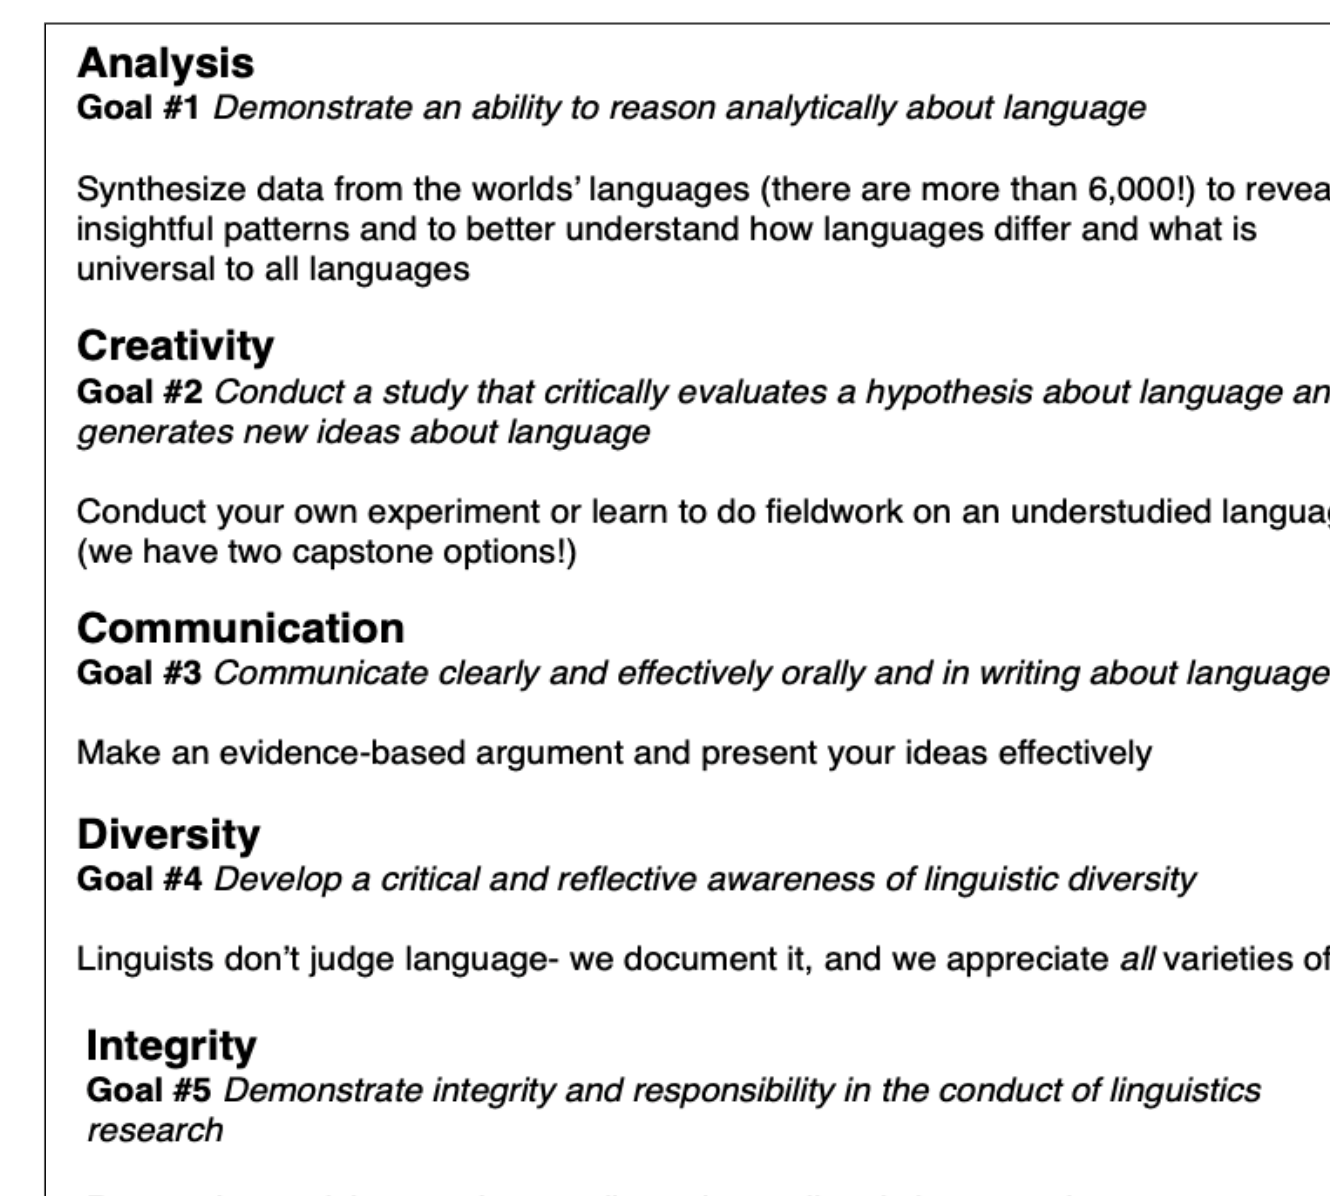 Analysis
Goal #1 Demonstrate an ability to reason analytically about language
Synthesize data from the worlds' languages (there are more than 6,000!) to revea
insightful patterns and to better understand how languages differ and what is
universal to all languages
Creativity
Goal #2 Conduct a study that critically evaluates a hypothesis about language an
generates new ideas about language
Conduct your own experiment or learn to do fieldwork on an understudied langua
(we have two capstone options!)
Communication
Goal #3 Communicate clearly and effectively orally and in writing about language
Make an evidence-based argument and present your ideas effectively
Diversity
Goal #4 Develop a critical and reflective awareness of linguistic diversity
Linguists don't judge language- we document it, and we appreciate all varieties of
Integrity
Goal #5 Demonstrate integrity and responsibility in the conduct of linguistics
research